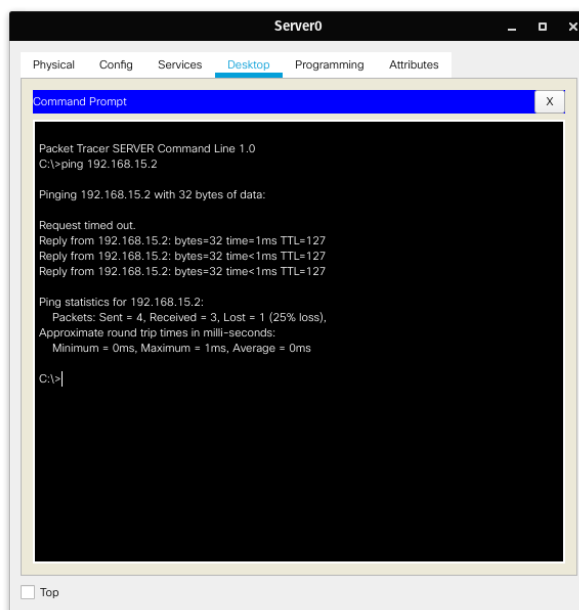 Server0
Physical Config Services Desktop Programming Attributes
Command Prompt
X
Packet Tracer SERVER Command Line 1.0
C:\>ping 192.168.15.2
Pinging 192.168.15.2 with 32 bytes of data:
Request timed out.
Reply from 192.168.15.2: bytes=32 time=1ms TTL=127
Reply from 192.168.15.2: bytes=32 time<1ms TTL=127
Reply from 192.168.15.2: bytes=32 time<1ms TTL=127
Ping statistics for 192.168.15.2:
Packets: Sent = 4, Received = 3, Lost = 1 (25% loss),
Approximate round trip times in milli-seconds:
Minimum = 0ms, Maximum = 1ms, Average = 0ms
C:\>
Top